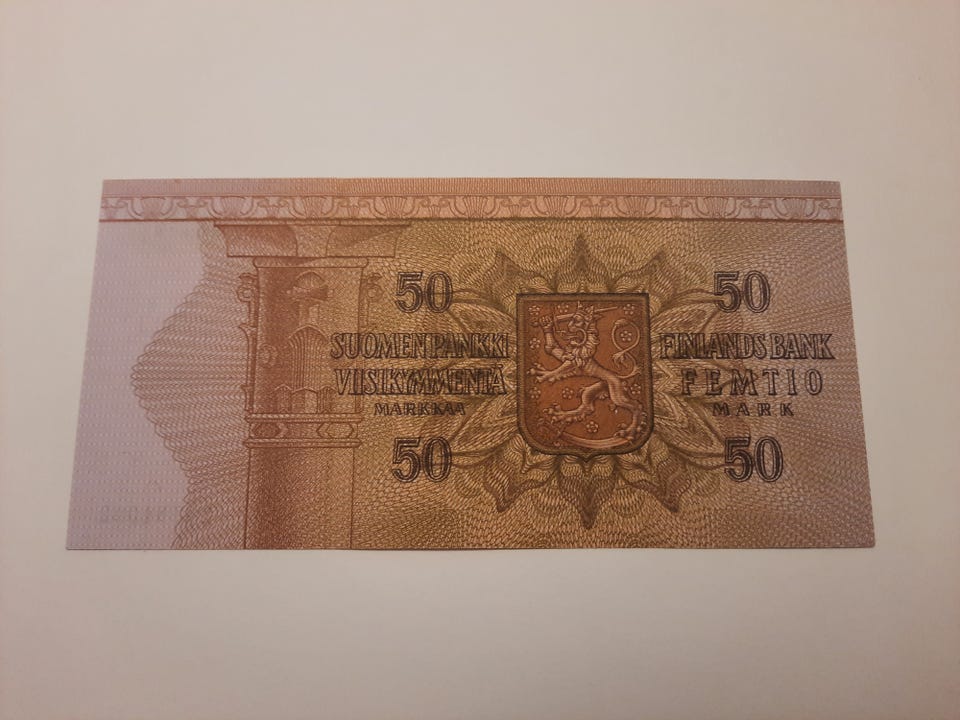 50 50
SUOMEN PANKKI FINLANDS BANK
VIISIKYMMENTÄ FEMTIO
MARKKAA MARK
50 50